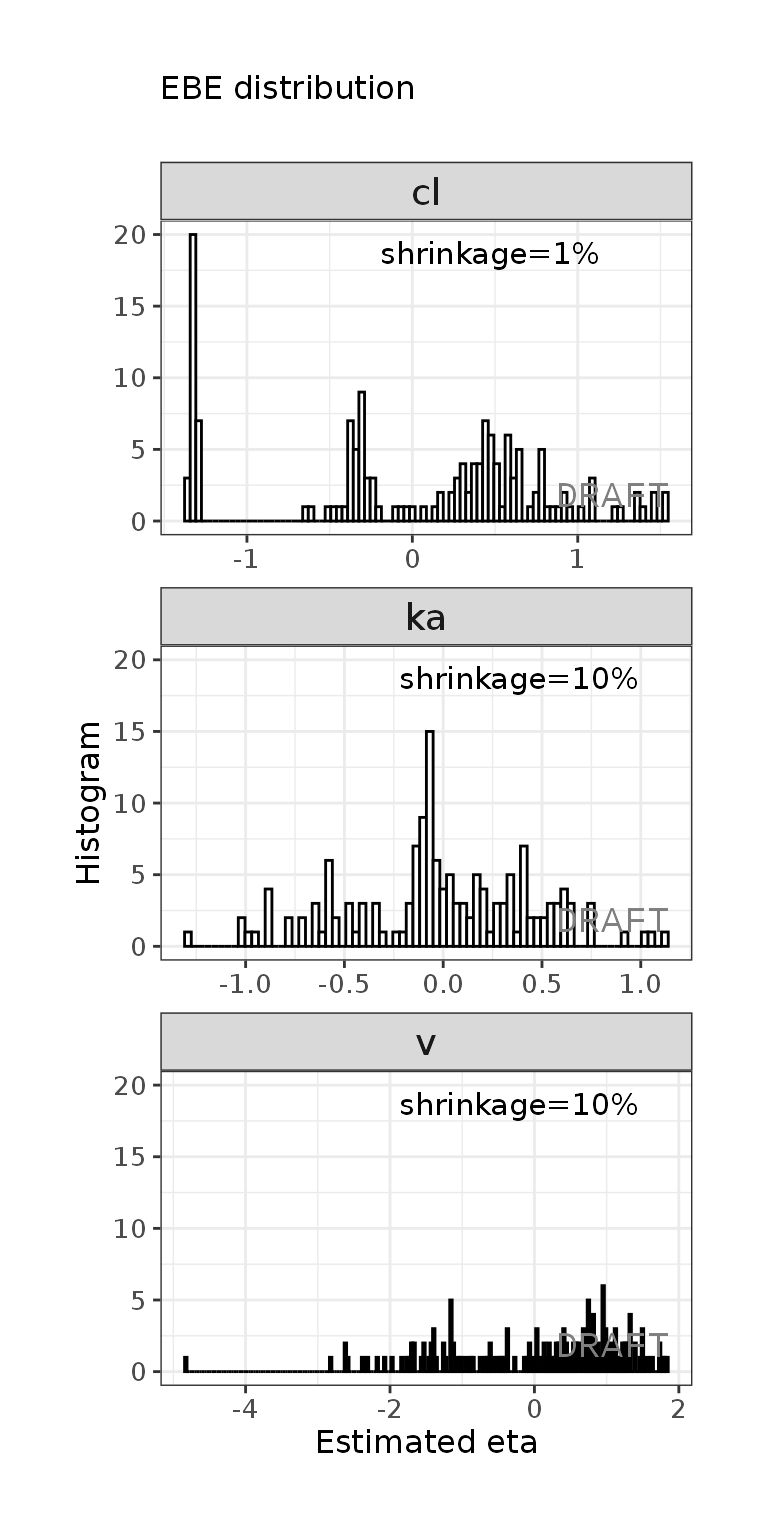 EBE distribution
cl
shrinkage=1%
20
15
10
5
0
DRAFT
-1 0 1
ka
shrinkage=10%
20
15
10
5
0
DRAFT
-1.0 -0.5 0.0 0.5 1.0
Histogram
v
shrinkage=10%
20
15
10
5
0
DRAFT
-4 -2 0 2
Estimated eta